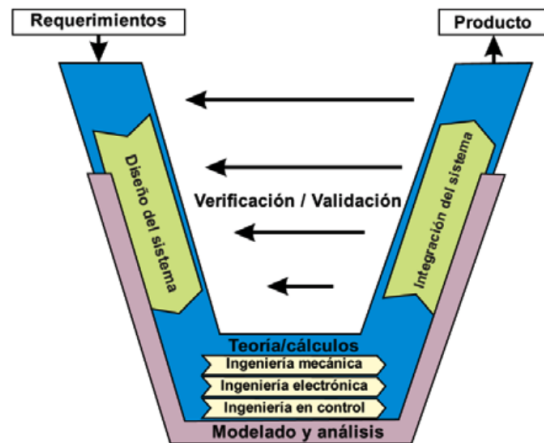 Requerimientos
Producto
Diseño del sistema
Verificación / Validación
Integración del sistema
Teoría/cálculos
Ingeniería mecánica
Ingeniería electrónica
Ingeniería en control
Modelado y análisis